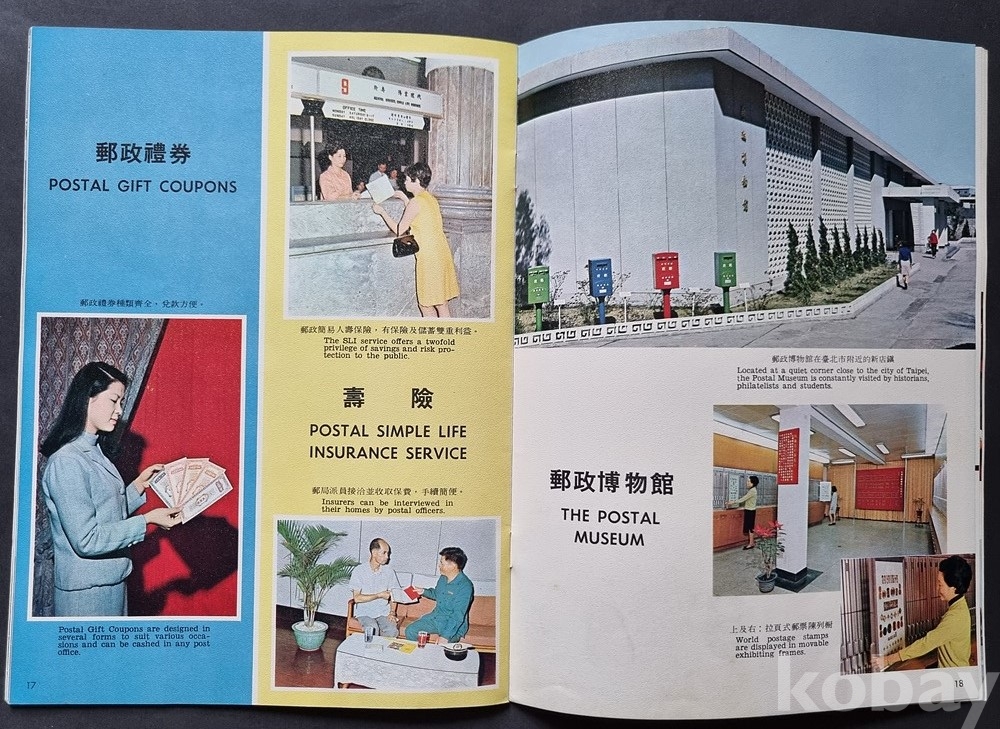 郵政禮券
POSTAL GIFT COUPONS
郵政禮券種類齊全，兌款方便。
Postal Gift Coupons are designed in
several forms to suit various occa-
sions and can be cashed in any post
office.
17
9
OFFICE TIME
郵政簡易人壽保險，有保險及儲蓄雙重利益。
The SLI service offers a twofold
privilege of savings and risk pro-
tection to the public.
壽 險
POSTAL SIMPLE LIFE
INSURANCE SERVICE
郵局派員接洽並收取保費，手續簡便。
Insurers can be interviewed in
their homes by postal officers.
郵政博物館在臺北市附近的新店鎮
Located at a quiet corner close to the city of Taipei,
the Postal Museum is constantly visited by historians,
philatelists and students.
郵政博物館
THE POSTAL
MUSEUM
上及右：拉頁式郵票陳列櫥
World postage stamps
are displayed in movable
exhibiting frames.
18
kobay